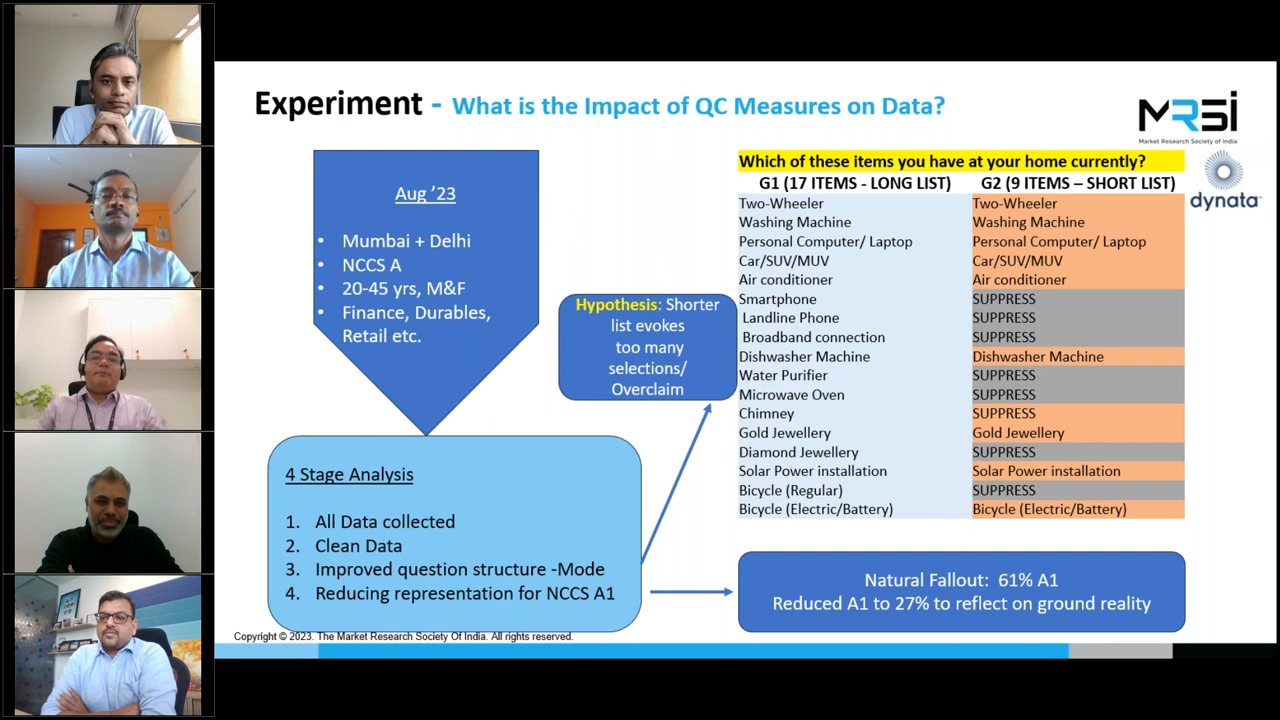 Experiment - What is the Impact of QC Measures on Data?
MRSI
Market Research Society of India
dynata
Aug ’23
• Mumbai + Delhi
• NCCS A
• 20-45 yrs, M&F
• Finance, Durables,
Retail etc.
4 Stage Analysis
1. All Data collected
2. Clean Data
3. Improved question structure -Mode
4. Reducing representation for NCCS A1
Hypothesis: Shorter
list evokes
too many
selections/
Overclaim
Which of these items you have at your home currently?
G1 (17 ITEMS - LONG LIST) G2 (9 ITEMS – SHORT LIST)
Two-Wheeler Two-Wheeler
Washing Machine Washing Machine
Personal Computer/ Laptop Personal Computer/ Laptop
Car/SUV/MUV Car/SUV/MUV
Air conditioner Air conditioner
Smartphone SUPPRESS
Landline Phone SUPPRESS
Broadband connection SUPPRESS
Dishwasher Machine Dishwasher Machine
Water Purifier SUPPRESS
Microwave Oven SUPPRESS
Chimney SUPPRESS
Gold Jewellery Gold Jewellery
Diamond Jewellery SUPPRESS
Solar Power installation Solar Power installation
Bicycle (Regular) SUPPRESS
Bicycle (Electric/Battery) Bicycle (Electric/Battery)
Natural Fallout: 61% A1
Reduced A1 to 27% to reflect on ground reality
Copyright © 2023. The Market Research Society Of India. All rights reserved.